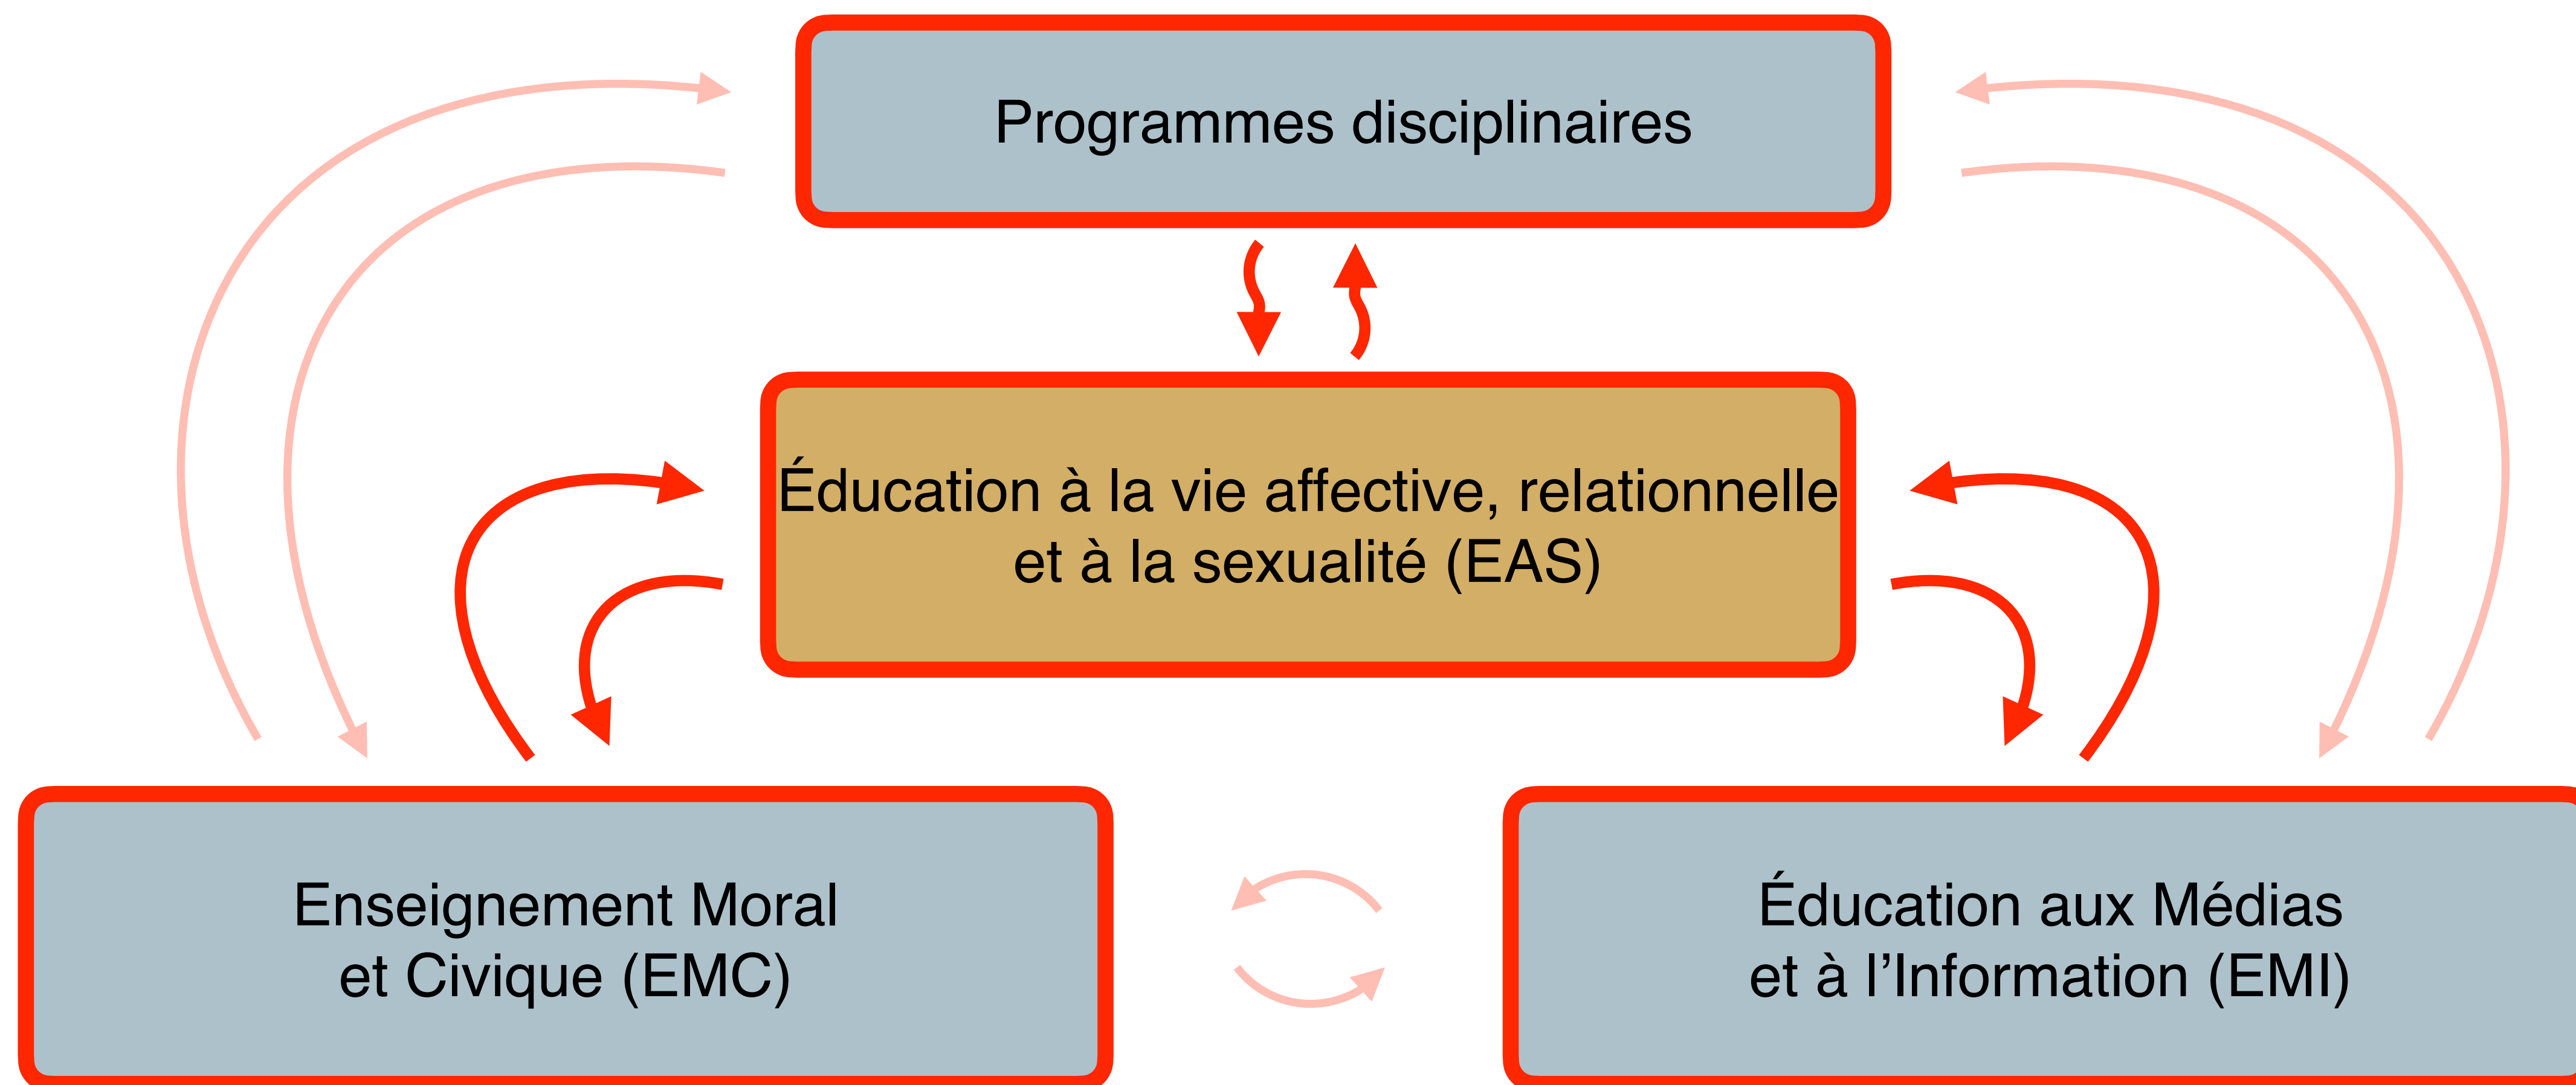 Programmes disciplinaires
Éducation à la vie affective, relationnelle
et à la sexualité (EAS)
Enseignement Moral
et Civique (EMC)
Éducation aux Médias
et à l’Information (EMI)